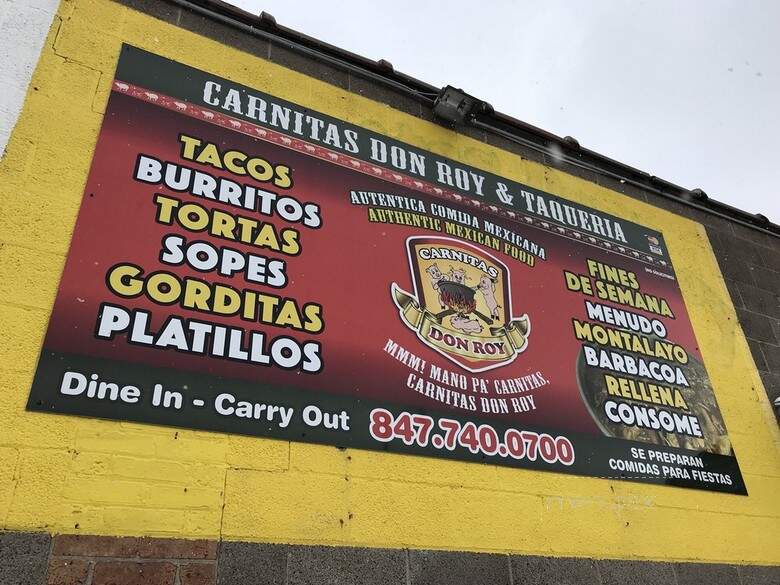 CARNITAS DON ROY & TAQUERIA
TACOS
BURRITOS
TORTAS
SOPES
GORDITAS
PLATILLOS
AUTENTICA COMIDA MEXICANA
AUTHENTIC MEXICAN FOOD
CARNITAS
DON ROY
MMM! MANO PA' CARNITAS,
CARNITAS DON ROY
FINES
DE SEMANA
MENUDO
MONTALAYO
BARBACOA
RELLENA
CONSOME
Dine In - Carry Out
847.740.0700
SE PREPARAN
COMIDAS PARA FIESTAS